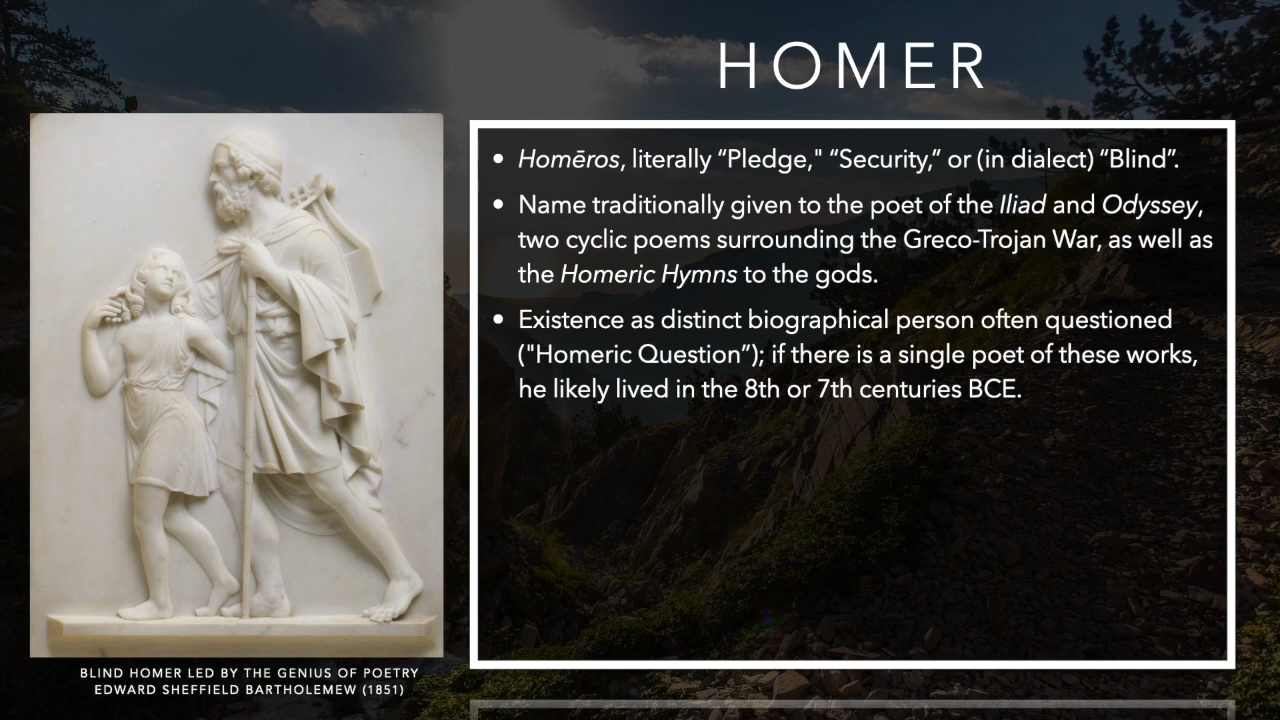 HOMER
• Homēros, literally “Pledge," “Security,” or (in dialect) “Blind”.
• Name traditionally given to the poet of the Iliad and Odyssey,
two cyclic poems surrounding the Greco-Trojan War, as well as
the Homeric Hymns to the gods.
• Existence as distinct biographical person often questioned
("Homeric Question”); if there is a single poet of these works,
he likely lived in the 8th or 7th centuries BCE.
BLIND HOMER LED BY THE GENIUS OF POETRY
EDWARD SHEFFIELD BARTHOLEMEW (1851)